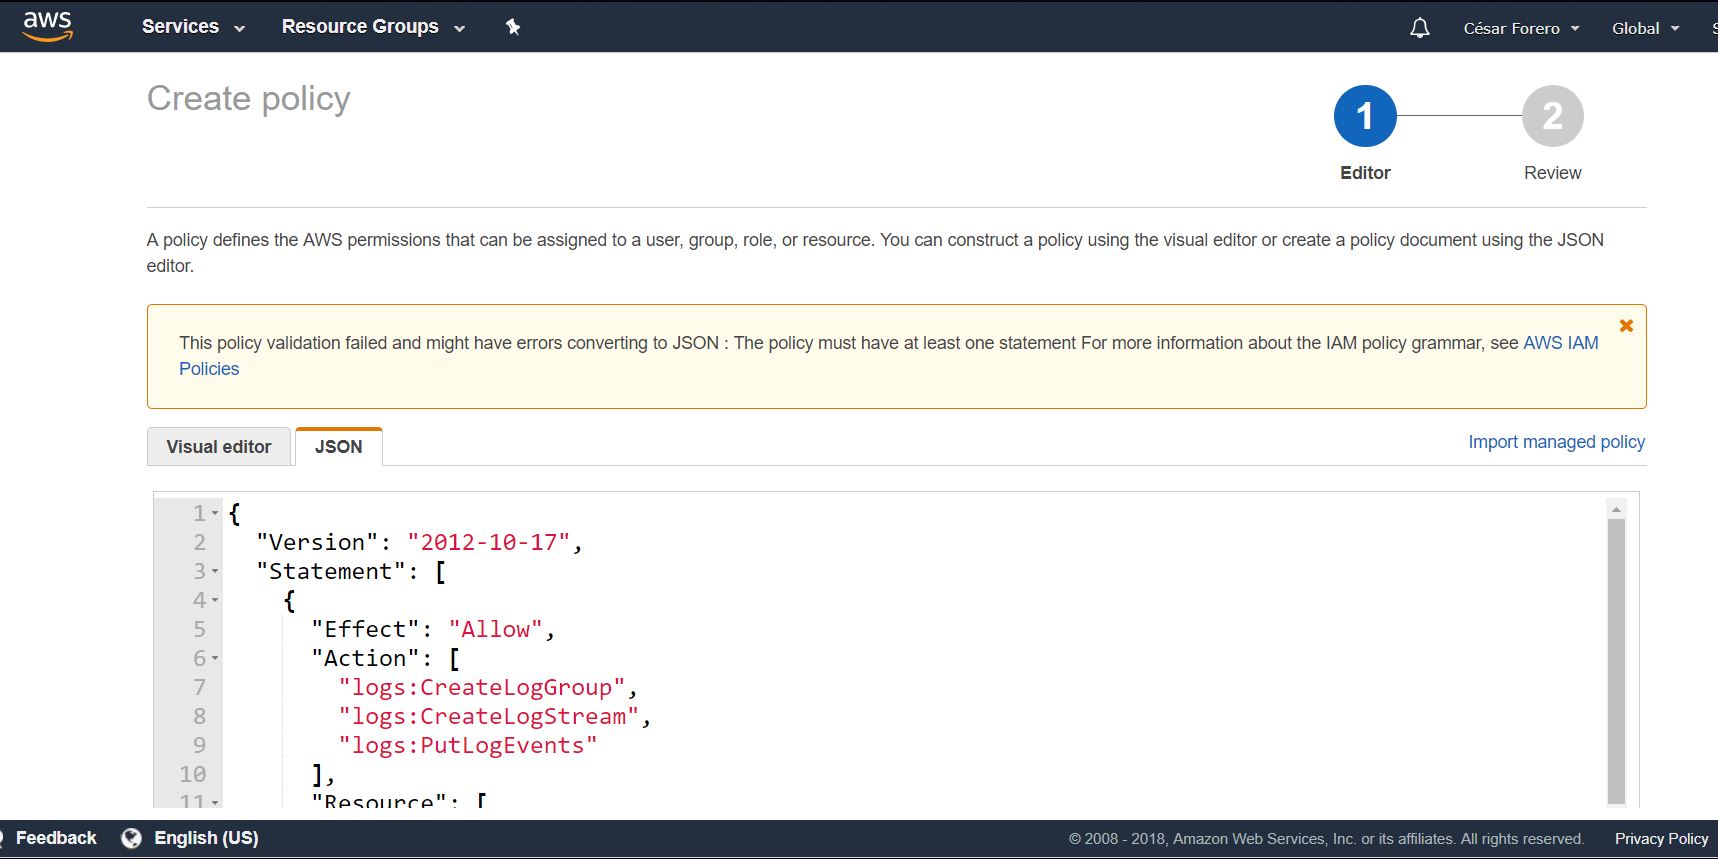 aws Services Resource Groups César Forero Global
Create policy
1 2
Editor Review
A policy defines the AWS permissions that can be assigned to a user, group, role, or resource. You can construct a policy using the visual editor or create a policy document using the JSON
editor.
This policy validation failed and might have errors converting to JSON : The policy must have at least one statement For more information about the IAM policy grammar, see AWS IAM
Policies
Visual editor JSON Import managed policy
1 {
2 "Version": "2012-10-17",
3 "Statement": [
4 {
5 "Effect": "Allow",
6 "Action": [
7 "logs:CreateLogGroup",
8 "logs:CreateLogStream",
9 "logs:PutLogEvents"
10 ],
11 "Resource": [
Feedback English (US) © 2008 - 2018, Amazon Web Services, Inc. or its affiliates. All rights reserved. Privacy Policy